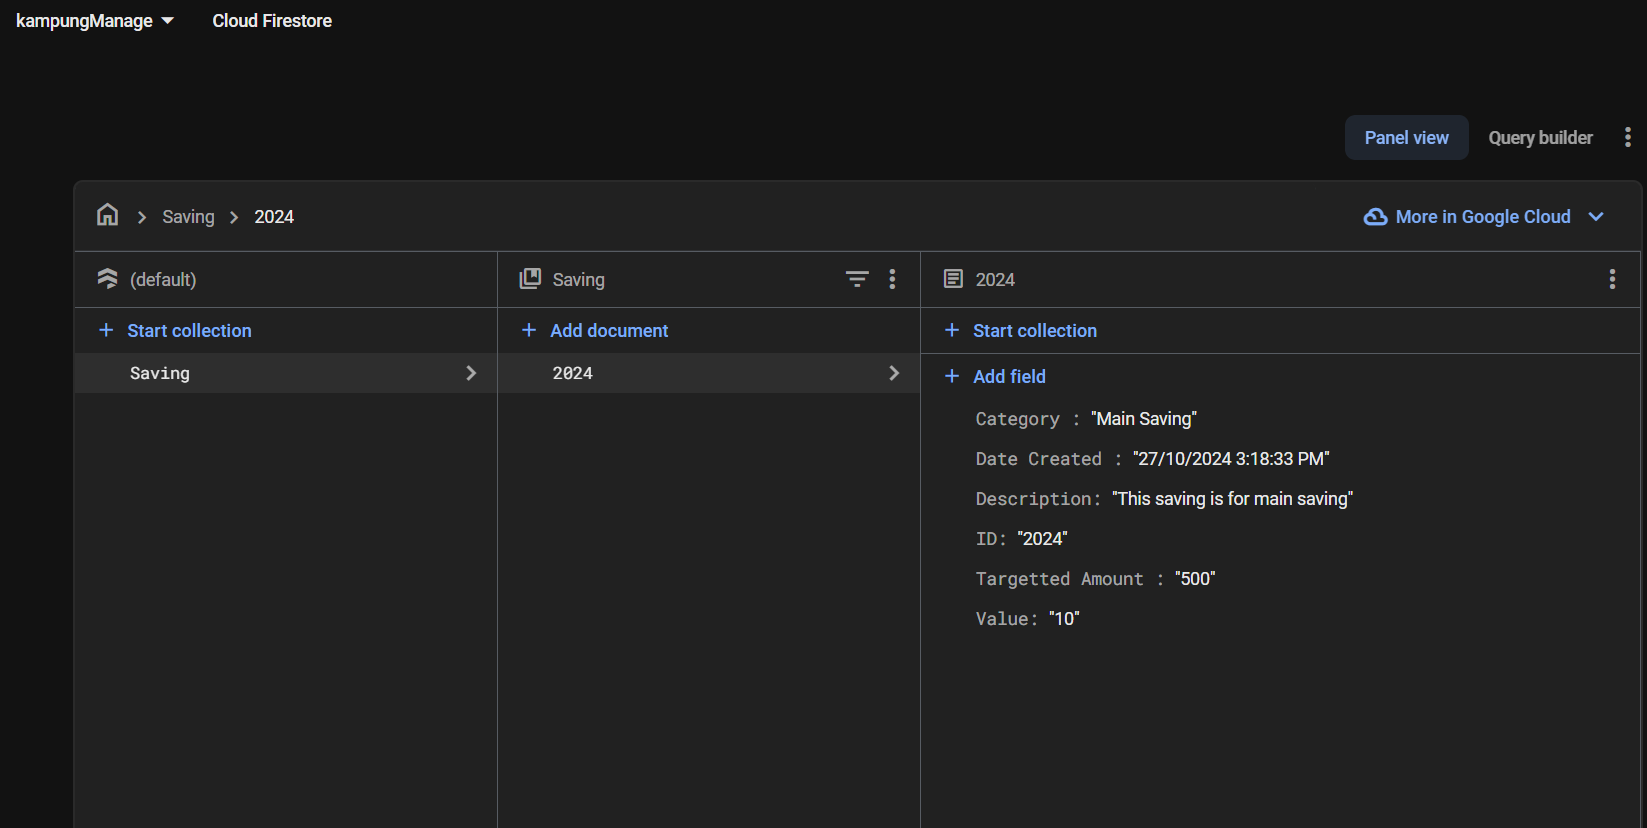 kampungManage Cloud Firestore
Panel view Query builder
Saving 2024 More in Google Cloud
(default) Saving 2024
+ Start collection + Add document + Start collection
Saving 2024 + Add field
Category : "Main Saving"
Date Created : "27/10/2024 3:18:33 PM"
Description: "This saving is for main saving"
ID: "2024"
Targetted Amount : "500"
Value: "10"